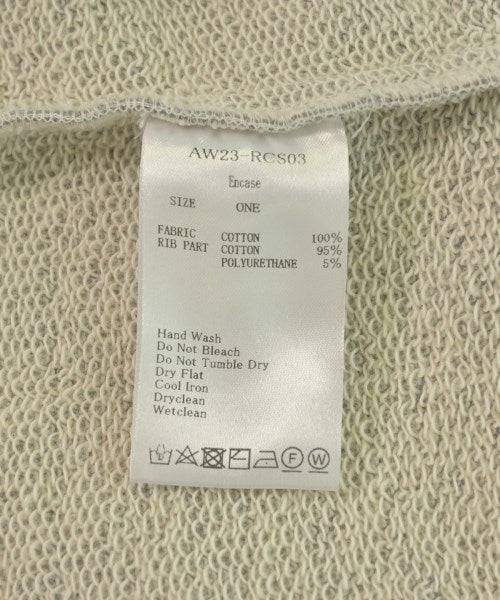 AW23-RCS03
Encase
SIZE ONE
FABRIC COTTON 100%
RIB PART COTTON 95%
POLYURETHANE 5%
Hand Wash
Do Not Bleach
Do Not Tumble Dry
Dry Flat
Cool Iron
Dryclean
Wetclean
F W